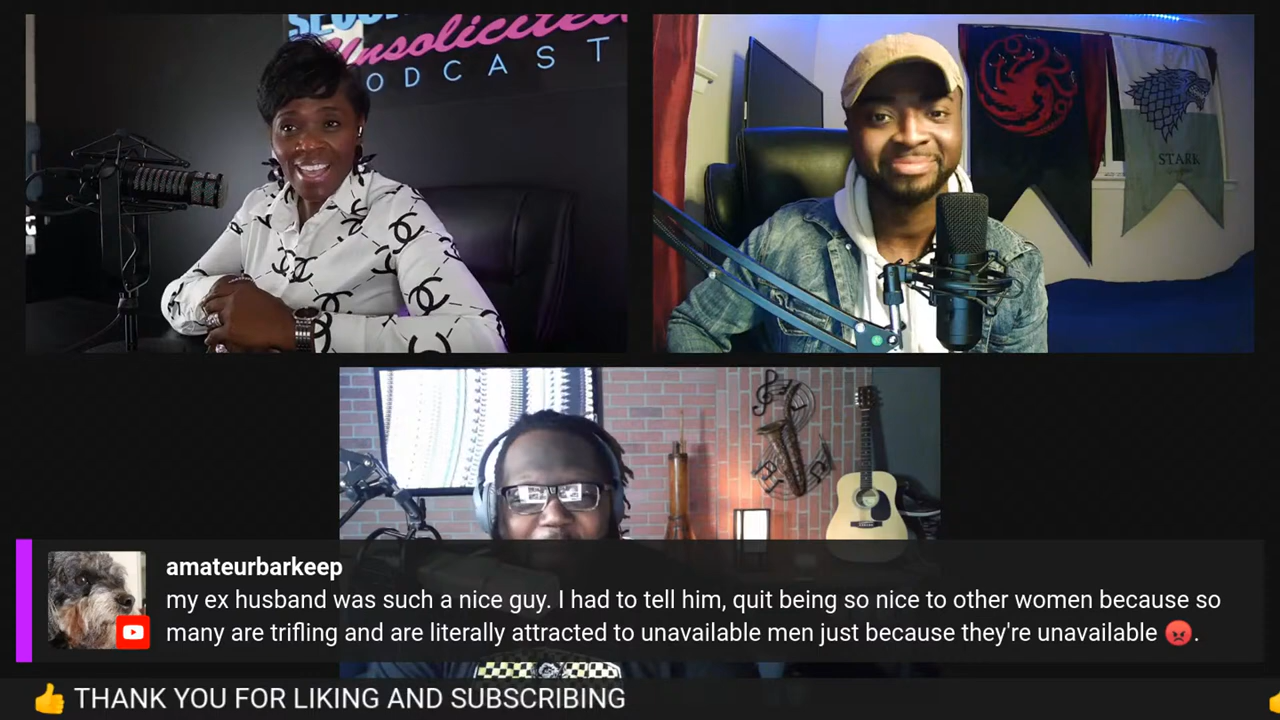 Unsolicited
PODCAST
STARK
amateurbarkeep
my ex husband was such a nice guy. I had to tell him, quit being so nice to other women because so
many are trifling and are literally attracted to unavailable men just because they're unavailable 😡.
👍 THANK YOU FOR LIKING AND SUBSCRIBING